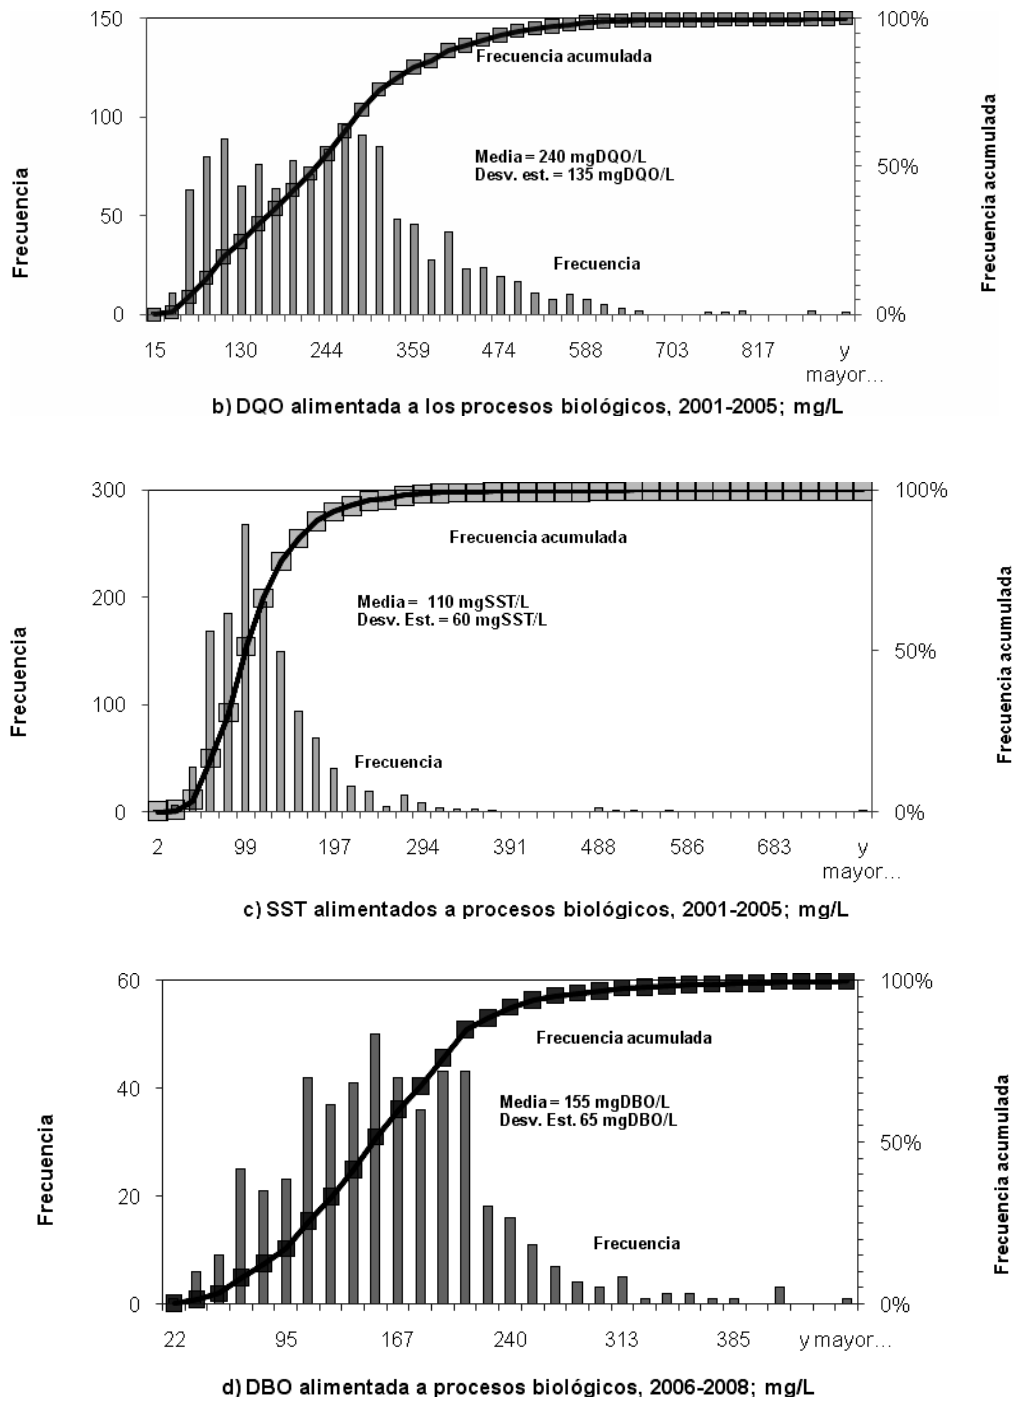 150
100%
Frecuencia acumulada
100
Media = 240 mgDQO/L
Desv. est. = 135 mgDQO/L
50%
Frecuencia
Frecuencia acumulada
50
Frecuencia
0
0%
15 130 244 359 474 588 703 817 y
mayor...
b) DQO alimentada a los procesos biológicos, 2001-2005; mg/L
300
100%
Frecuencia acumulada
200
Media = 110 mgSST/L
Desv. Est. = 60 mgSST/L
50%
Frecuencia
Frecuencia acumulada
100
Frecuencia
0
0%
2 99 197 294 391 488 586 683 y
mayor...
c) SST alimentados a procesos biológicos, 2001-2005; mg/L
60
100%
Frecuencia acumulada
40
Media = 155 mgDBO/L
Desv. Est. 65 mgDBO/L
50%
Frecuencia
Frecuencia acumulada
20
Frecuencia
0
0%
22 95 167 240 313 385 y mayor...
d) DBO alimentada a procesos biológicos, 2006-2008; mg/L